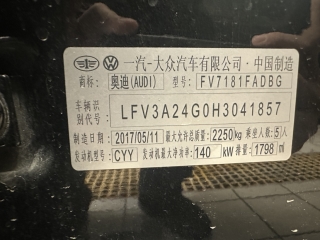 一汽-大众汽车有限公司·中国制造
商标: 奥迪(AUDI) 型号: FV7181FADBG
车辆识别代号: LFV3A24G0H3041857
制造日期 2017/05/11 最大允许总质量 2250kg 乘坐人数 5人
发动机型号 CYY 发动机最大净功率 140 kW 排量 1798 ml